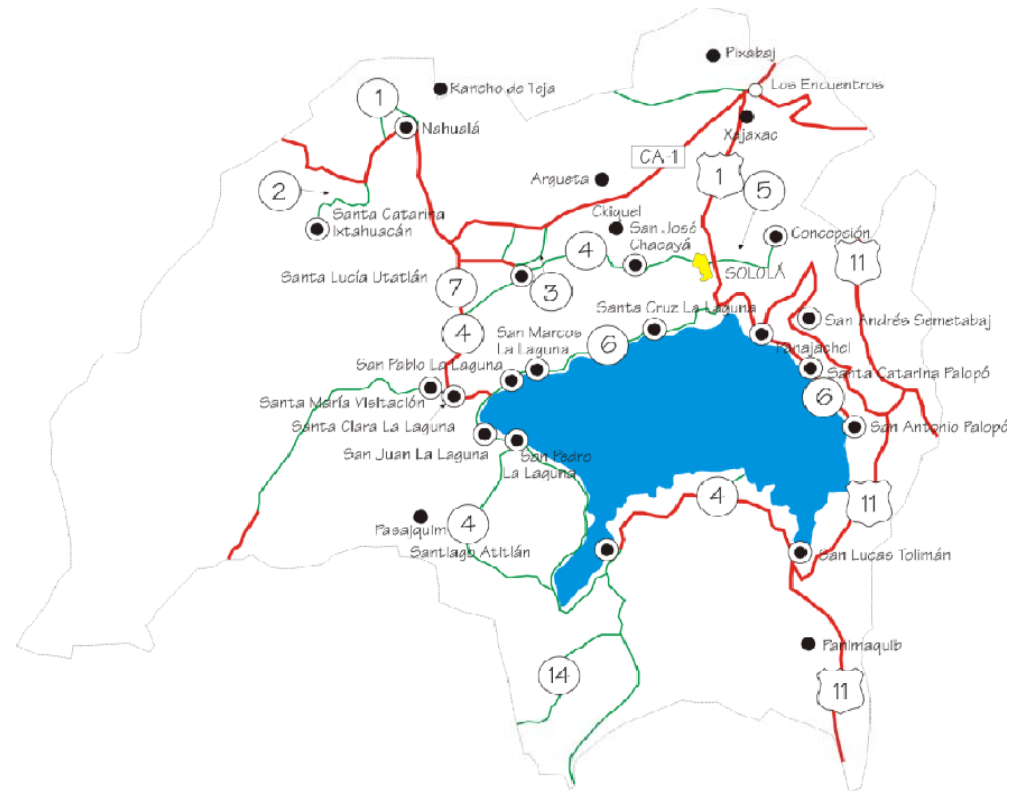 Pixabaj
Los Encuentros
Rancho de Teja
1
Nahualá
Xajaxac
CA-1
1
5
Argueta
2
Santa Catarina
Ixtahuacán
Ckiquel
San José
Chacayá
4
Concepción
11
SOLOLÁ
Santa Lucía Utatlán
7
3
Santa Cruz La Laguna
4
San Marcos
La Laguna
6
San Andrés Semetabaj
Panajachel
San Pablo La Laguna
Santa Catarina Palopó
Santa María Visitación
6
Santa Clara La Laguna
San Antonio Palopó
San Juan La Laguna
San Pedro
La Laguna
4
11
Pasajquim
4
Santiago Atitlán
San Lucas Tolimán
Panimaquib
14
11